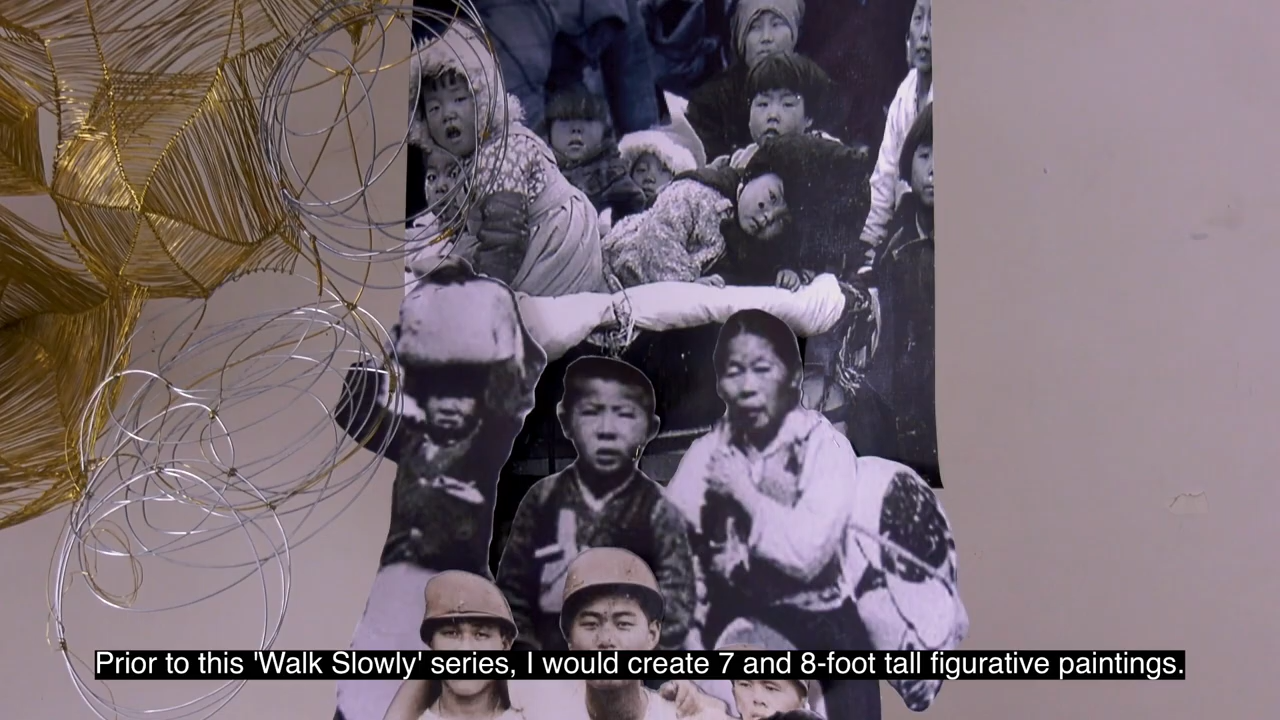 Prior to this 'Walk Slowly' series, I would create 7 and 8-foot tall figurative paintings.